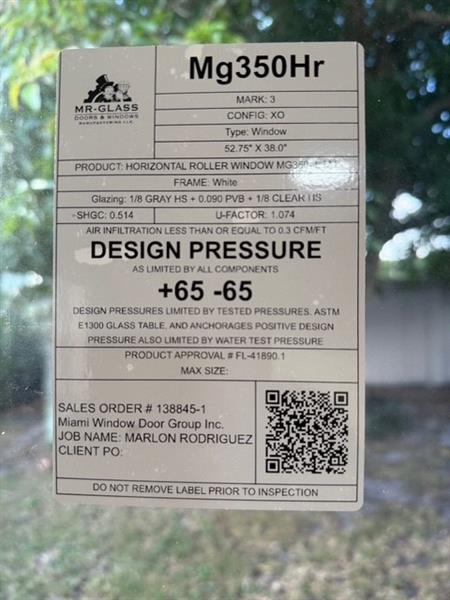 MR-GLASS
DOORS & WINDOWS
MANUFACTURING LLC.
Mg350Hr
MARK: 3
CONFIG: XO
Type: Window
52.75" X 38.0"
PRODUCT: HORIZONTAL ROLLER WINDOW
FRAME: White
Glazing: 1/8 GRAY HS + 0.090 PVB + 1/8 CLEAR HS
SHGC: 0.514
U-FACTOR: 1.074
AIR INFILTRATION LESS THAN OR EQUAL TO 0.3 CFM/FT
DESIGN PRESSURE
AS LIMITED BY ALL COMPONENTS
+65 -65
DESIGN PRESSURES LIMITED BY TESTED PRESSURES, ASTM
E1300 GLASS TABLE, AND ANCHORAGES POSITIVE DESIGN
PRESSURE ALSO LIMITED BY WATER TEST PRESSURE
PRODUCT APPROVAL # FL-41890.1
MAX SIZE:
SALES ORDER # 138845-1
Miami Window Door Group Inc.
JOB NAME: MARLON RODRIGUEZ
CLIENT PO:
DO NOT REMOVE LABEL PRIOR TO INSPECTION